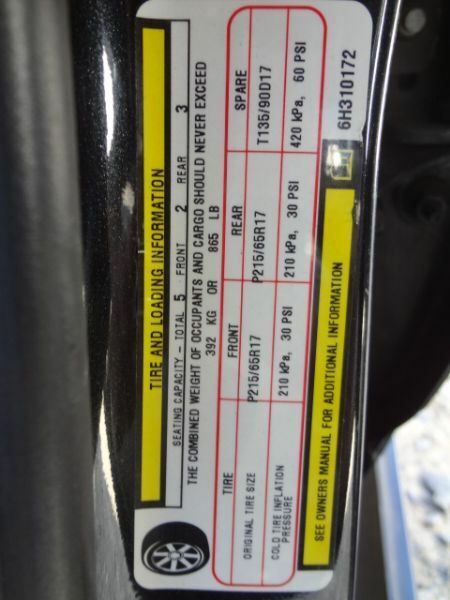 TIRE AND LOADING INFORMATION
SEATING CAPACITY – TOTAL 5 FRONT 2 REAR 3
THE COMBINED WEIGHT OF OCCUPANTS AND CARGO SHOULD NEVER EXCEED
392 KG OR 865 LB
TIRE FRONT REAR SPARE
ORIGINAL TIRE SIZE P215/65R17 P215/65R17 T135/90D17
COLD TIRE INFLATION PRESSURE 210 kPa, 30 PSI 210 kPa, 30 PSI 420 kPa, 60 PSI
SEE OWNERS MANUAL FOR ADDITIONAL INFORMATION
6H310172